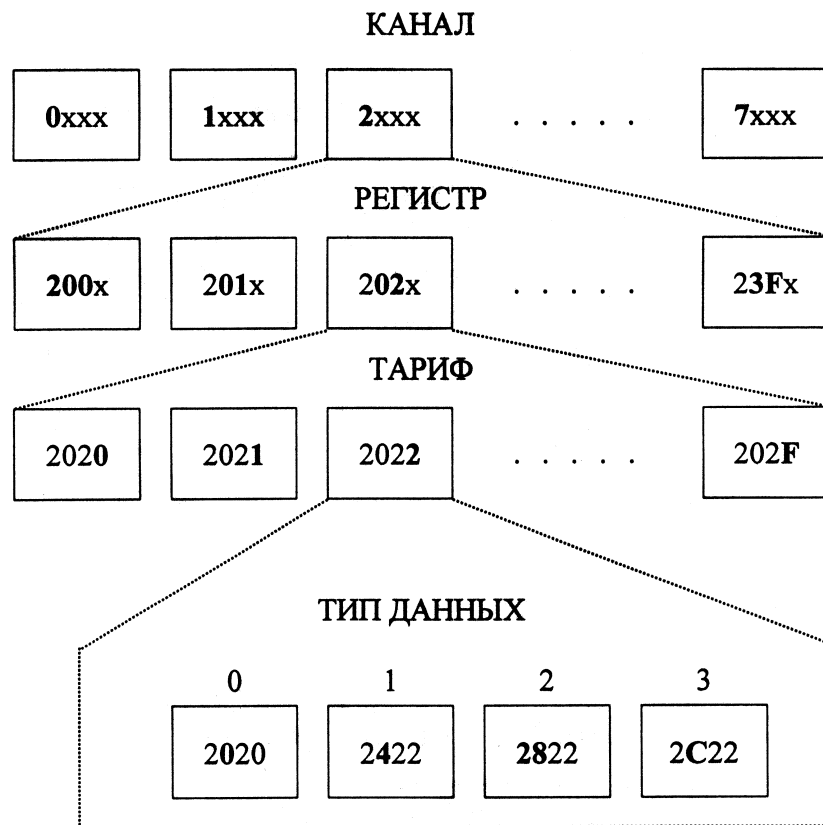 КАНАЛ
0xxx 1xxx 2xxx . . . . . 7xxx
РЕГИСТР
200x 201x 202x . . . . . 23Fx
ТАРИФ
2020 2021 2022 . . . . . 202F
ТИП ДАННЫХ
0 1 2 3
2020 2422 2822 2C22